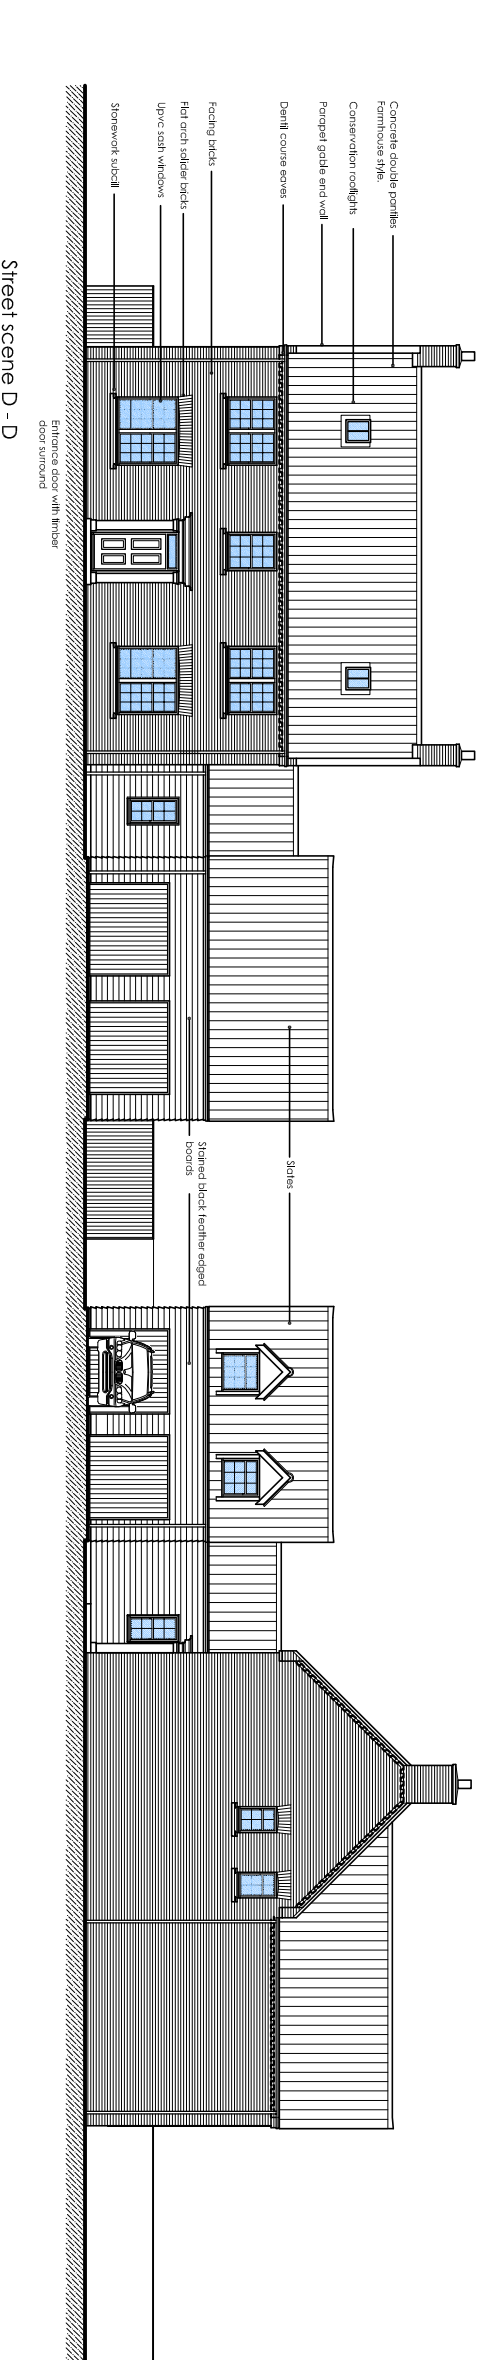 Concrete double pantiles
Farmhouse style.
Conservation rooflights
Parapet gable end wall
Dentil course eaves
Facing bricks
Flat arch solider bricks
Upvc sash windows
Stonework subcill
Entrance door with timber
door surround
Slates
Stained black feather edged
boards
Street scene D - D